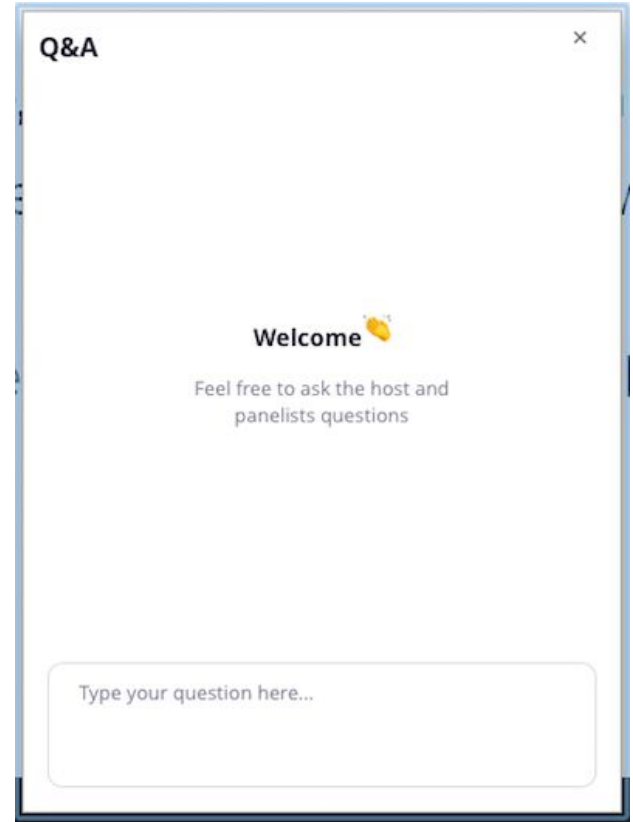 Q&A
Welcome👏
Feel free to ask the host and
panelists questions
Type your question here...